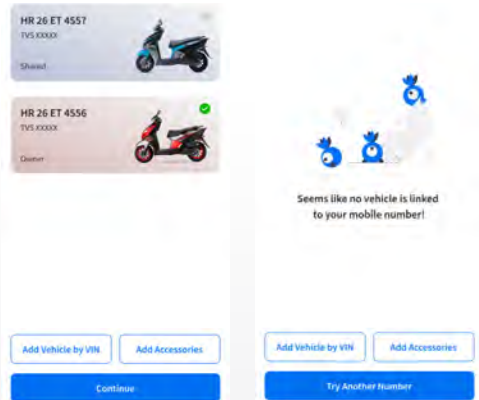 HR 26 ET 4557
TVS XXXXX
Shared
HR 26 ET 4556
TVS XXXXX
Owner
Add Vehicle by VIN
Add Accessories
Continue
Seems like no vehicle is linked
to your mobile number!
Add Vehicle by VIN
Add Accessories
Try Another Number